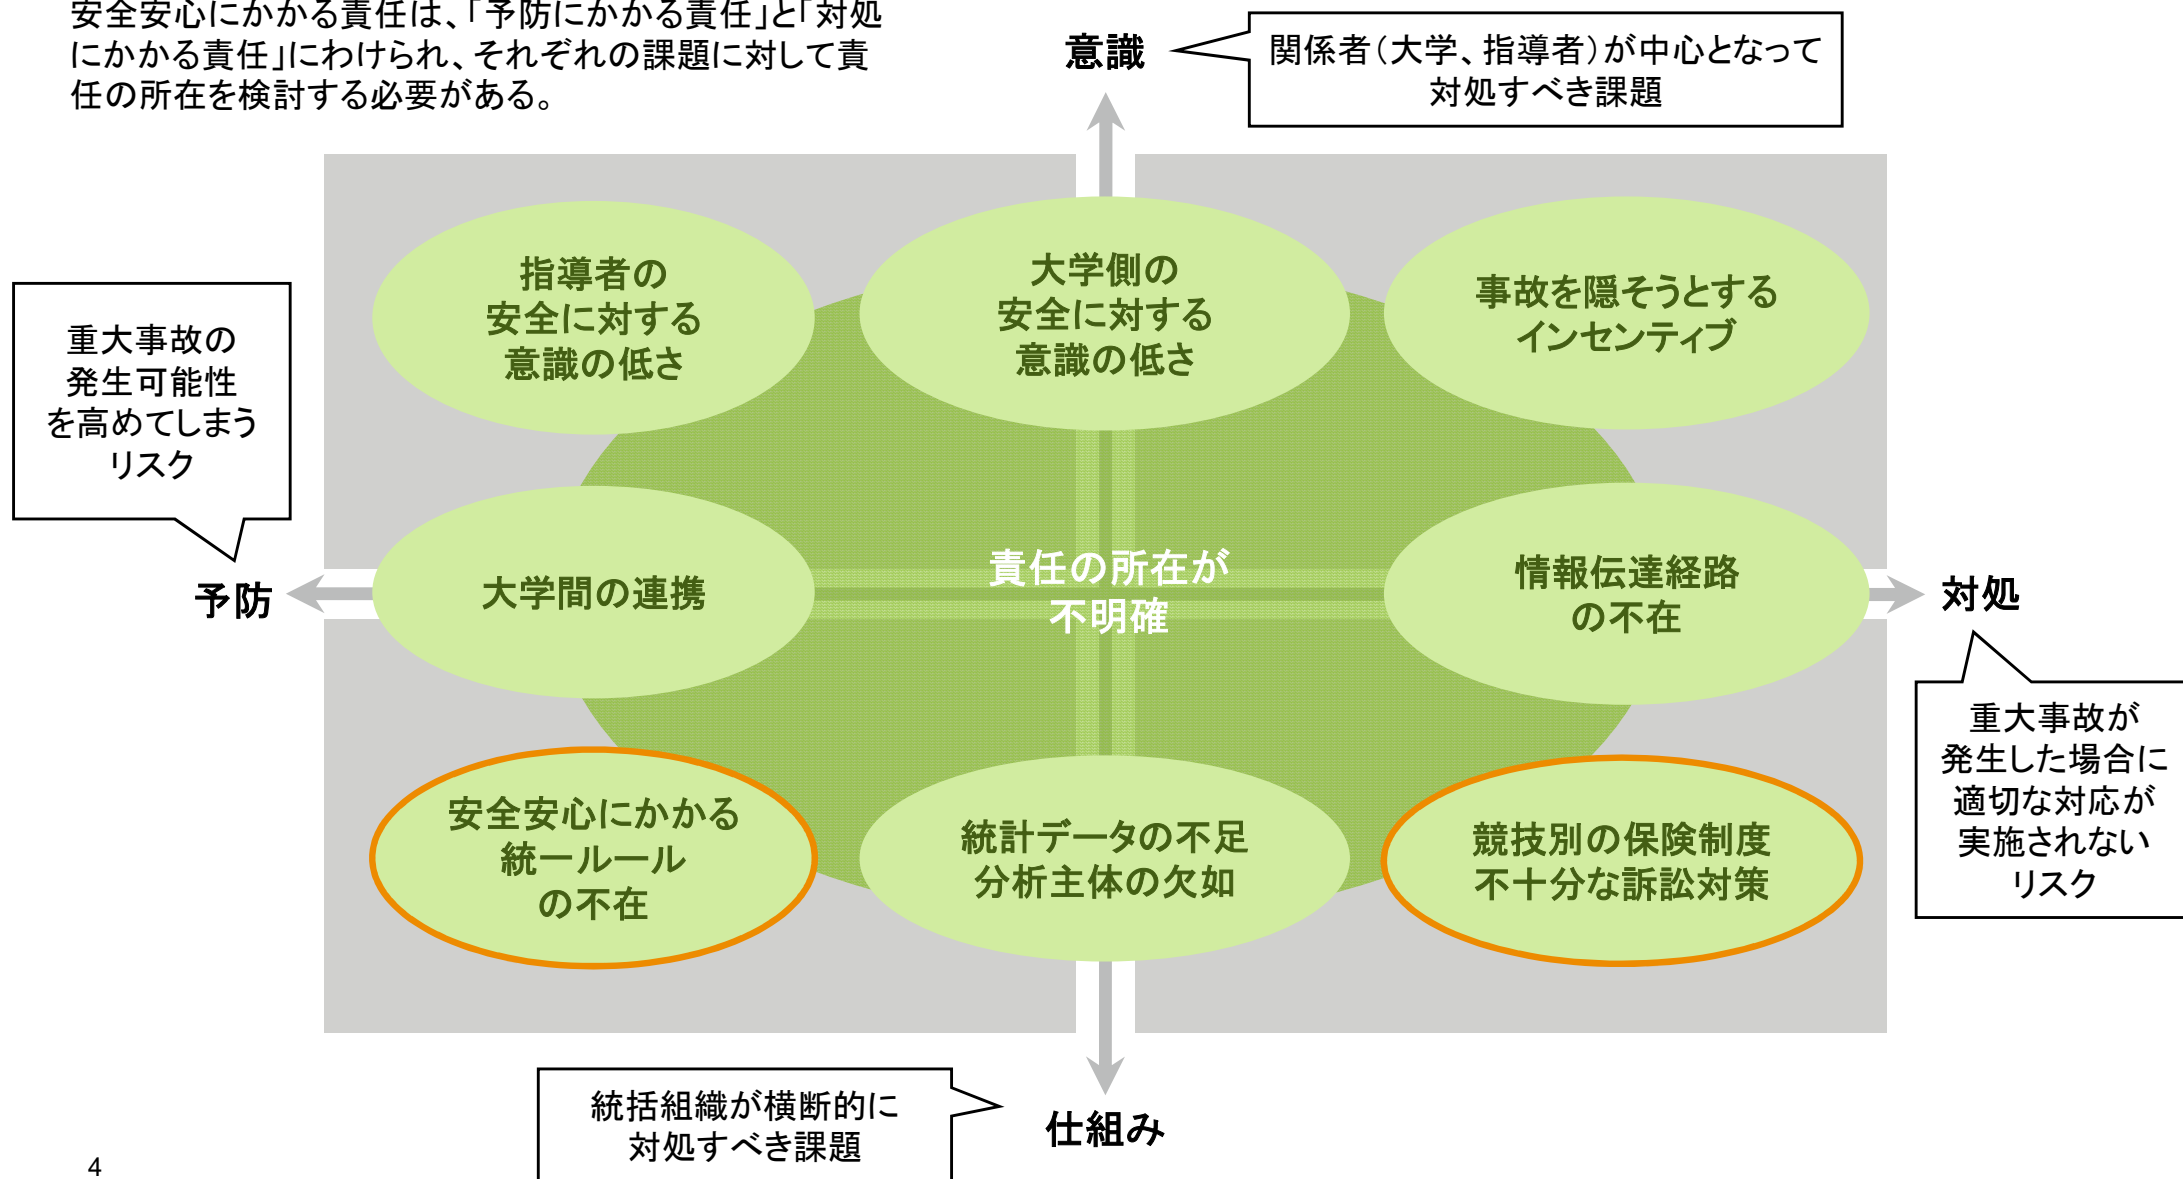 安全安心にかかる責任は、「予防にかかる責任」と「対処
にかかる責任」にわけられ、それぞれの課題に対して責
任の所在を検討する必要がある。
意識
関係者（大学、指導者）が中心となって
対処すべき課題
指導者の
安全に対する
意識の低さ
大学側の
安全に対する
意識の低さ
事故を隠そうとする
インセンティブ
重大事故の
発生可能性
を高めてしまう
リスク
予防
大学間の連携
責任の所在が
不明確
情報伝達経路
の不在
対処
重大事故が
発生した場合に
適切な対応が
実施されない
リスク
安全安心にかかる
統一ルール
の不在
統計データの不足
分析主体の欠如
競技別の保険制度
不十分な訴訟対策
統括組織が横断的に
対処すべき課題
仕組み
4